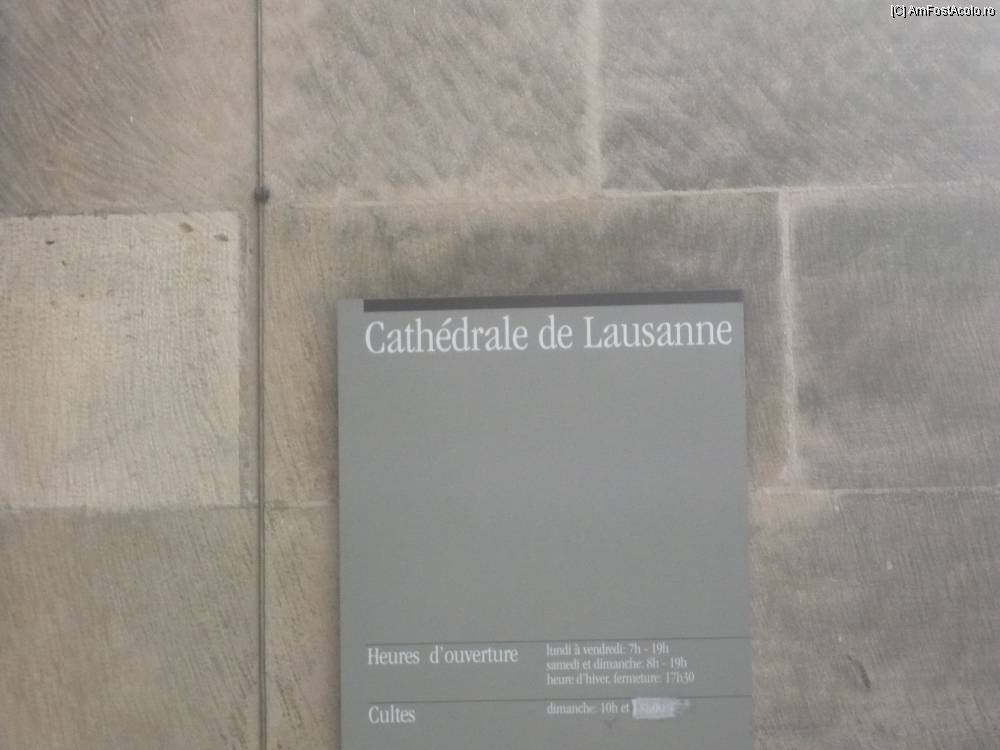 [C] AmFostAcolo.ro
Cathédrale de Lausanne
Heures d'ouverture
lundi à vendredi: 7h - 19h
samedi et dimanche: 8h - 19h
heure d'hiver, fermeture: 17h30
Cultes
dimanche: 10h et